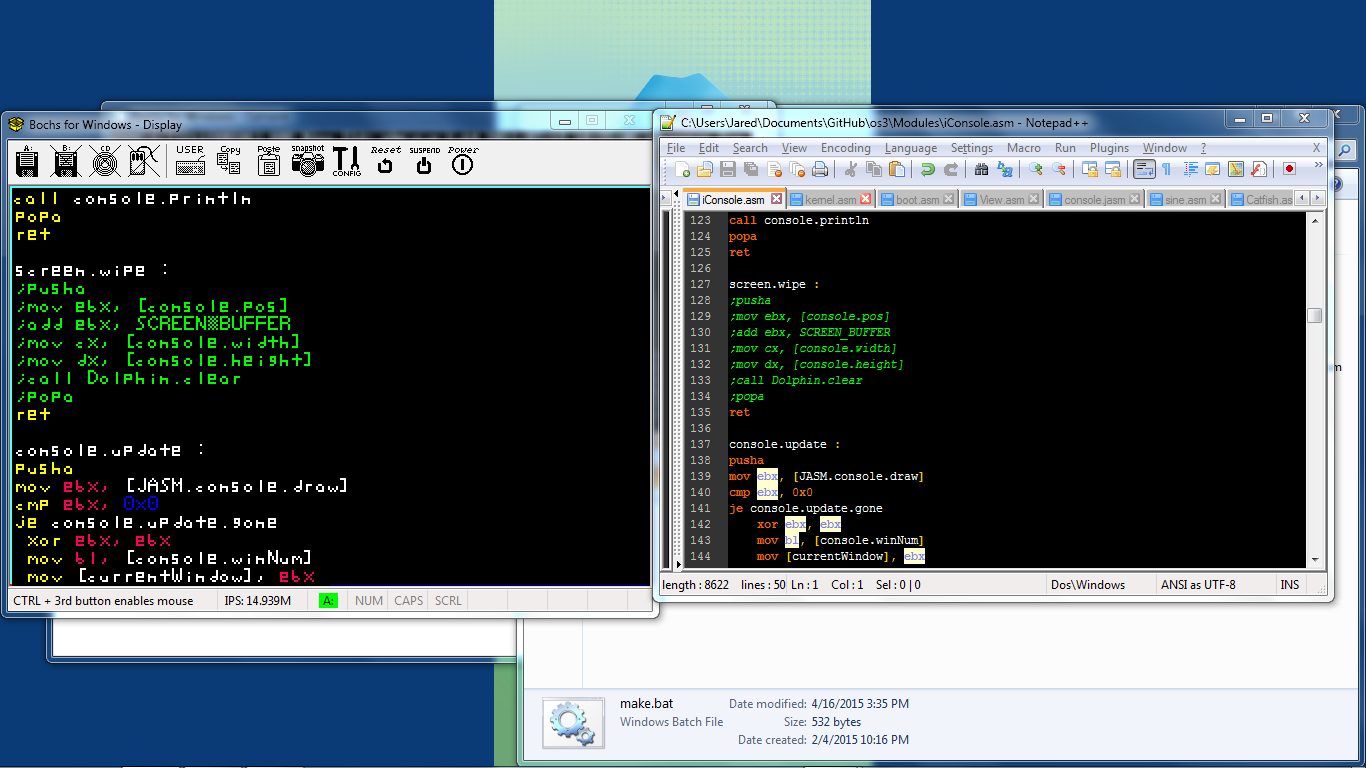 Bochs for Windows - Display
A: B: CD USER Copy Paste snapshot Reset SUSPEND Power
CONFIG
call console.println
popa
ret
screen.wipe :
;pusha
;mov ebx, [console.pos]
;add ebx, SCREEN▒BUFFER
;mov cx, [console.width]
;mov dx, [console.height]
;call Dolphin.clear
;popa
ret
console.update :
pusha
mov ebx, [JASM.console.draw]
cmp ebx, 0x0
je console.update.gone
xor ebx, ebx
mov bl, [console.winNum]
mov [currentWindow], ebx
CTRL + 3rd button enables mouse IPS: 14.939M A: NUM CAPS SCRL
C:\Users\Jared\Documents\GitHub\os3\Modules\iConsole.asm - Notepad++
File Edit Search View Encoding Language Settings Macro Run Plugins Window ? X
iConsole.asm kernel.asm boot.asm View.asm console.jasm sine.asm Catfish.as
123 call console.println
124 popa
125 ret
126
127 screen.wipe :
128 ;pusha
129 ;mov ebx, [console.pos]
130 ;add ebx, SCREEN_BUFFER
131 ;mov cx, [console.width]
132 ;mov dx, [console.height]
133 ;call Dolphin.clear
134 ;popa
135 ret
136
137 console.update :
138 pusha
139 mov ebx, [JASM.console.draw]
140 cmp ebx, 0x0
141 je console.update.gone
142 xor ebx, ebx
143 mov bl, [console.winNum]
144 mov [currentWindow], ebx
length : 8622 lines : 50 Ln : 1 Col : 1 Sel : 0 | 0 Dos\Windows ANSI as UTF-8 INS
make.bat Date modified: 4/16/2015 3:35 PM
Windows Batch File Size: 532 bytes
Date created: 2/4/2015 10:16 PM